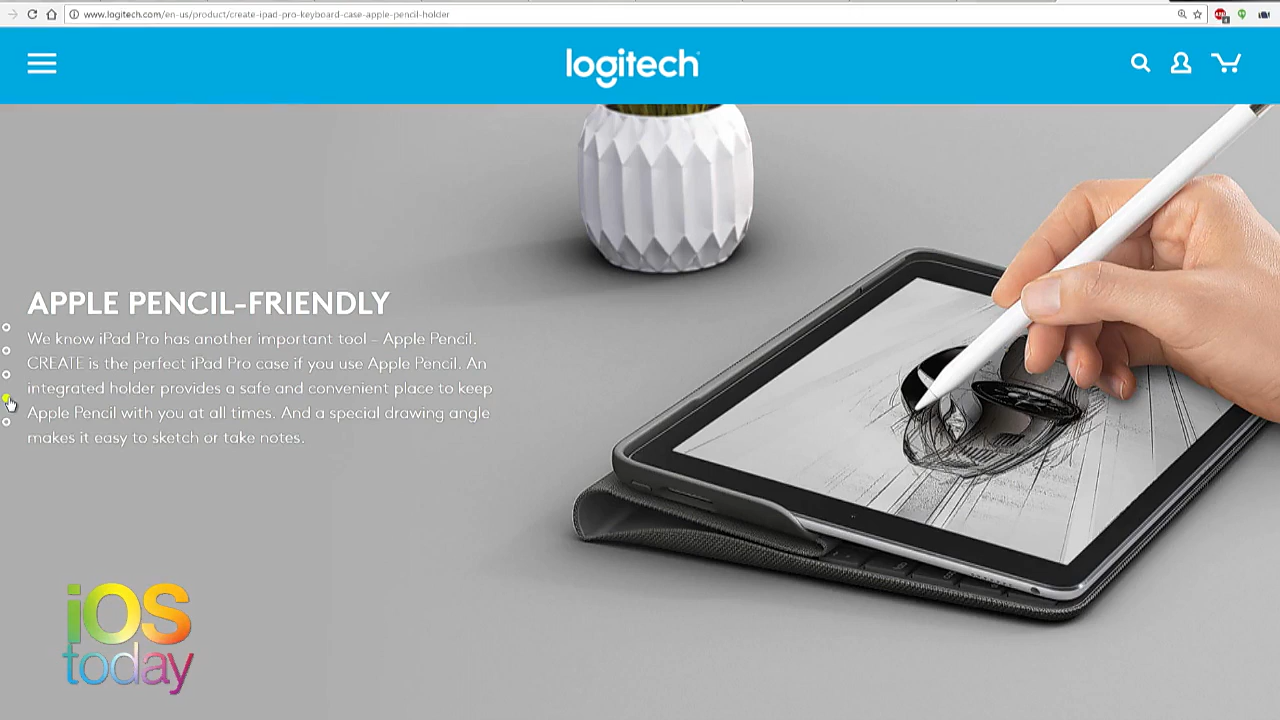 www.logitech.com/en-us/product/create-ipad-pro-keyboard-case-apple-pencil-holder
logitech
APPLE PENCIL-FRIENDLY
We know iPad Pro has another important tool - Apple Pencil.
CREATE is the perfect iPad Pro case if you use Apple Pencil. An
integrated holder provides a safe and convenient place to keep
Apple Pencil with you at all times. And a special drawing angle
makes it easy to sketch or take notes.
iOS
today